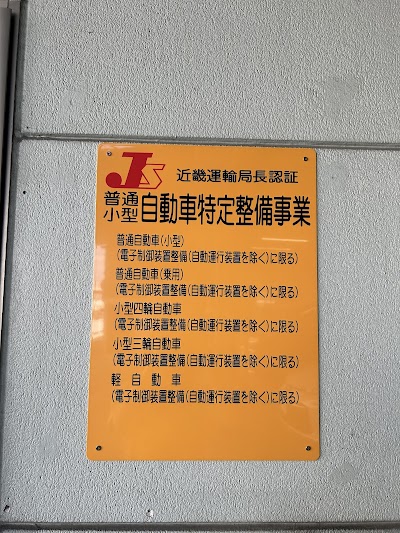 JS 近畿運輸局長認証
普通
小型 自動車特定整備事業
普通自動車(小型)
(電子制御装置整備(自動運行装置を除く)に限る)
普通自動車(乗用)
(電子制御装置整備(自動運行装置を除く)に限る)
小型四輪自動車
(電子制御装置整備(自動運行装置を除く)に限る)
小型三輪自動車
(電子制御装置整備(自動運行装置を除く)に限る)
軽自動車
(電子制御装置整備(自動運行装置を除く)に限る)